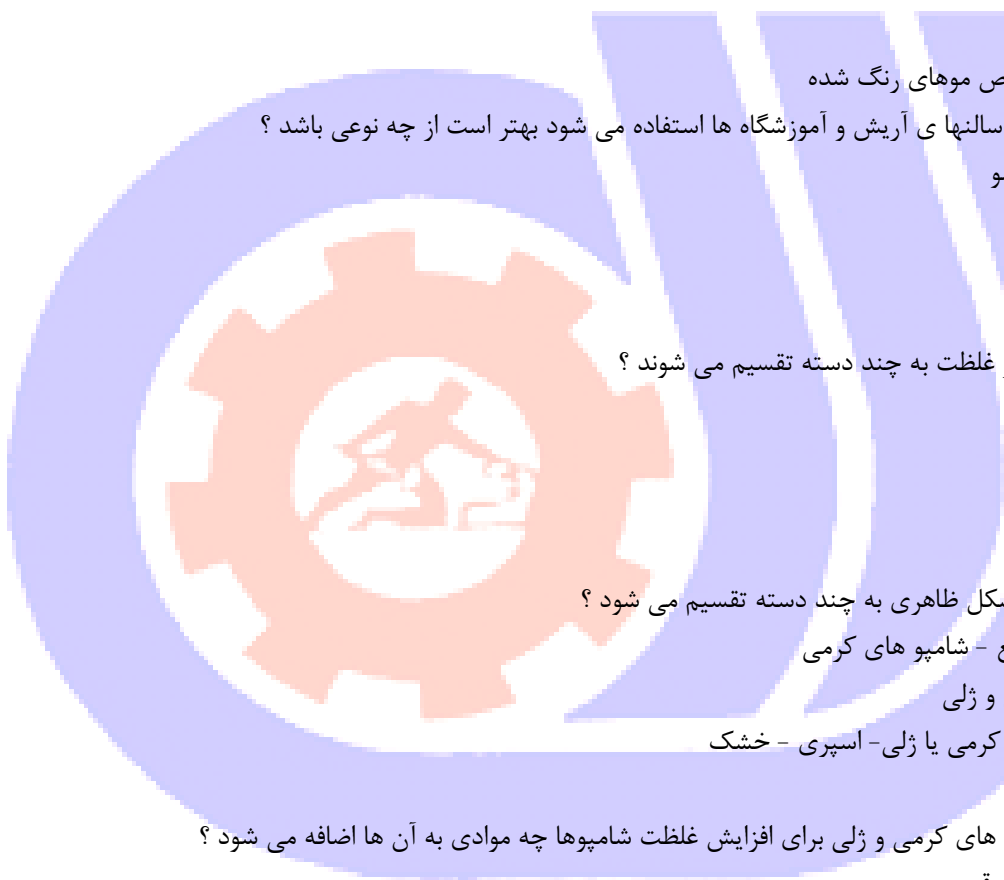 ص موهای رنگ شده
سالنها ی آریش و آموزشگاه ها استفاده می شود بهتر است از چه نوعی باشد ؟
و
غلظت به چند دسته تقسیم می شوند ؟
کل ظاهری به چند دسته تقسیم می شود ؟
ع - شامپو های کرمی
و ژلی
کرمی یا ژلی- اسپری - خشک
های کرمی و ژلی برای افزایش غلظت شامپوها چه موادی به آن ها اضافه می شود ؟